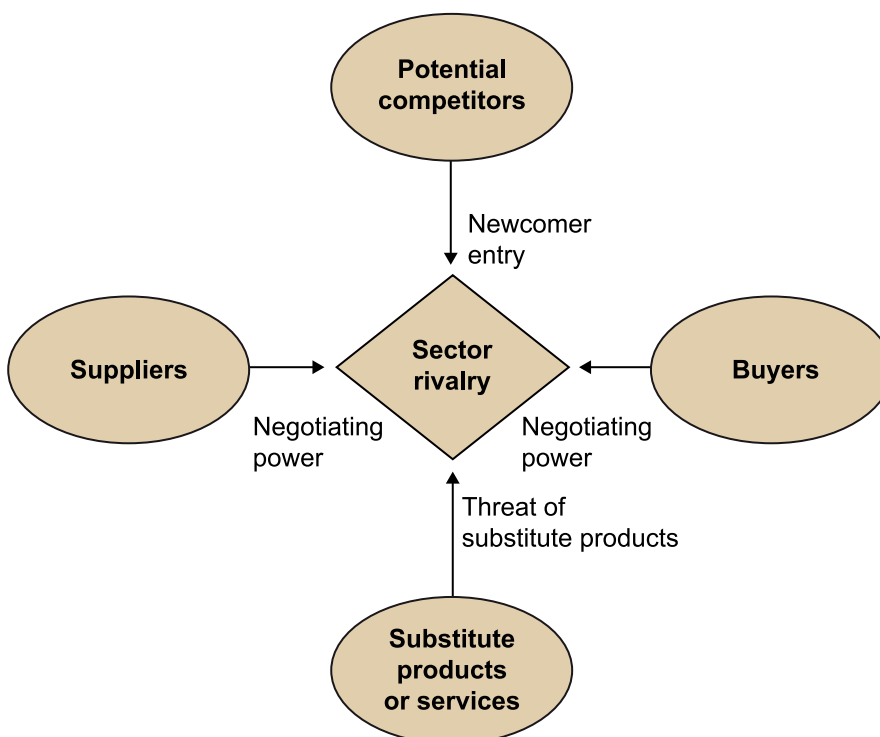 Potential
competitors
Newcomer
entry
Suppliers
Sector
rivalry
Buyers
Negotiating
power
Negotiating
power
Threat of
substitute products
Substitute
products
or services